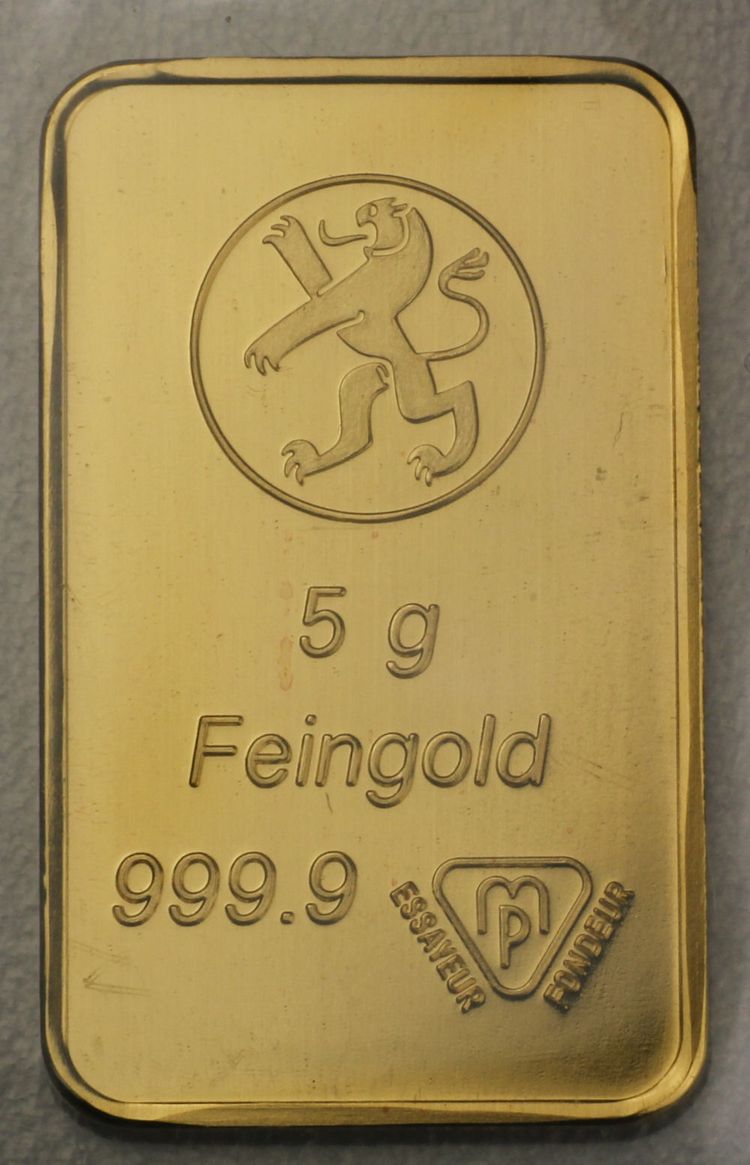 5 g
Feingold
999.9
MP
ESSAYEUR
FONDEUR